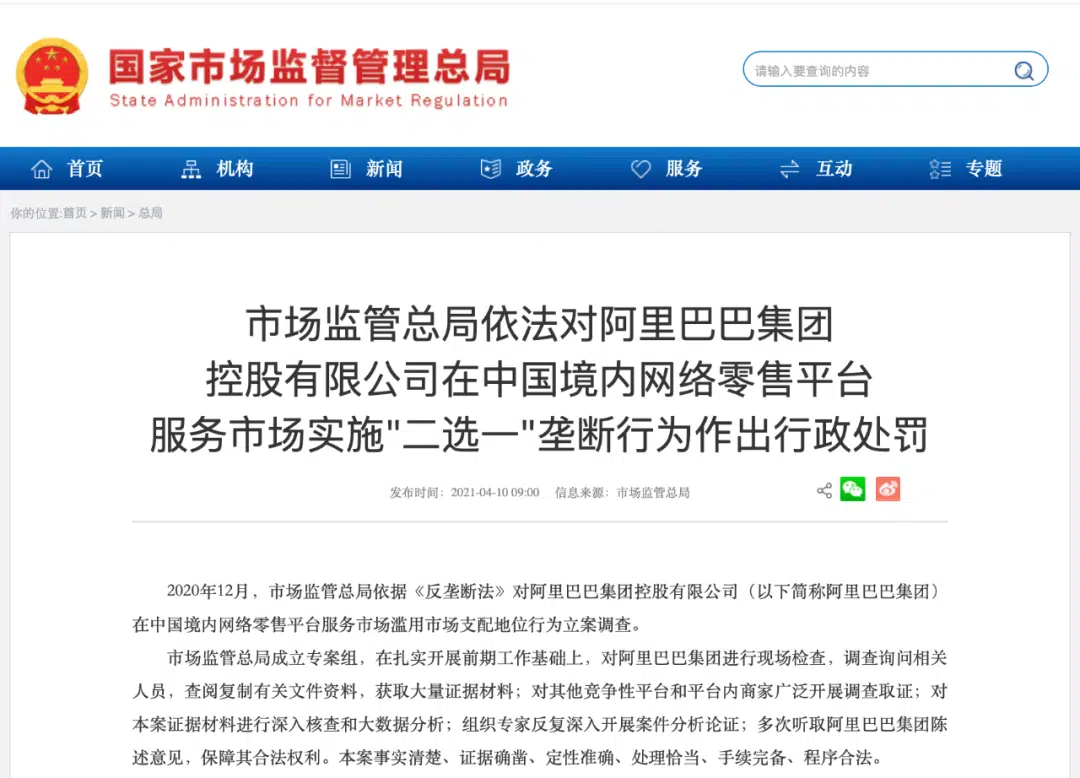 国家市场监督管理总局
State Administration for Market Regulation
请输入要查询的内容
首页 机构 新闻 政务 服务 互动 专题
你的位置:首页 > 新闻 > 总局
市场监管总局依法对阿里巴巴集团
控股有限公司在中国境内网络零售平台
服务市场实施"二选一"垄断行为作出行政处罚
发布时间：2021-04-10 09:00 信息来源：市场监管总局
2020年12月，市场监管总局依据《反垄断法》对阿里巴巴集团控股有限公司（以下简称阿里巴巴集团）
在中国境内网络零售平台服务市场滥用市场支配地位行为立案调查。
市场监管总局成立专案组，在扎实开展前期工作基础上，对阿里巴巴集团进行现场检查，调查询问相关
人员，查阅复制有关文件资料，获取大量证据材料；对其他竞争性平台和平台内商家广泛开展调查取证；对
本案证据材料进行深入核查和大数据分析；组织专家反复深入开展案件分析论证；多次听取阿里巴巴集团陈
述意见，保障其合法权利。本案事实清楚、证据确凿、定性准确、处理恰当、手续完备、程序合法。